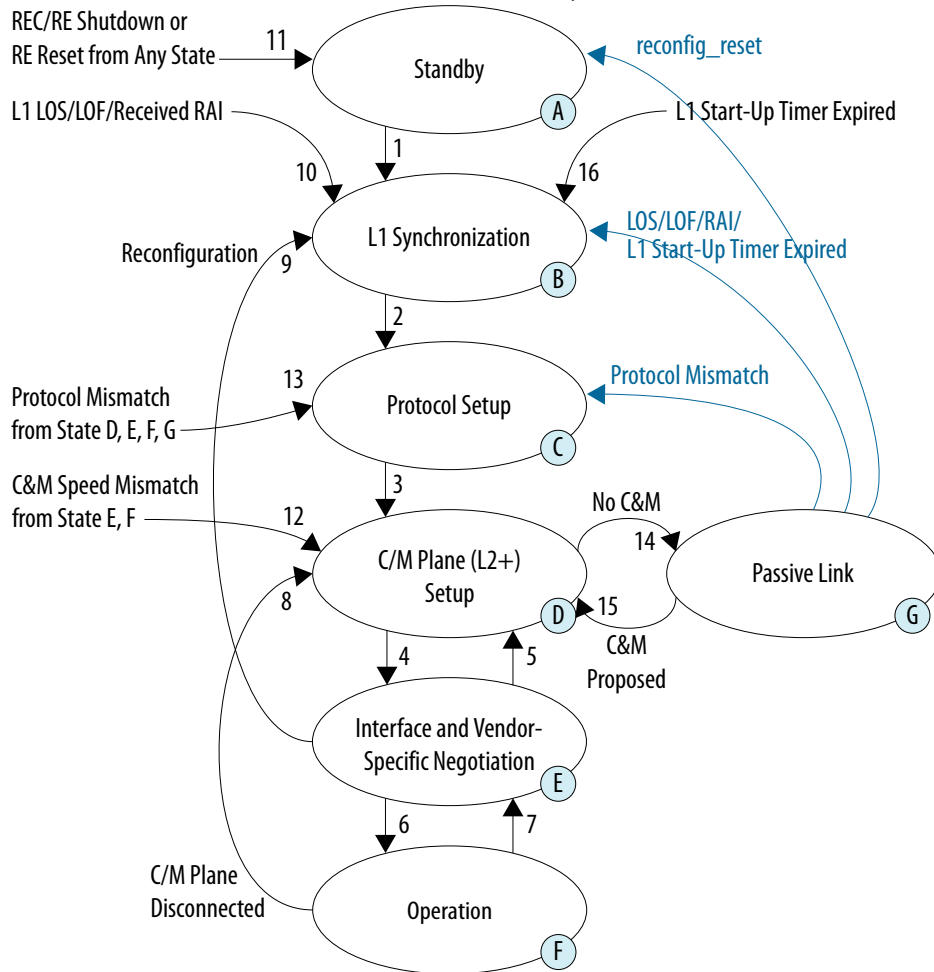 REC/RE Shutdown or
RE Reset from Any State
11
Standby
A
reconfig_reset
L1 LOS/LOF/Received RAI
10
1
16
L1 Start-Up Timer Expired
Reconfiguration
9
L1 Synchronization
B
LOS/LOF/RAI/
L1 Start-Up Timer Expired
2
Protocol Mismatch
from State D, E, F, G
13
Protocol Setup
C
Protocol Mismatch
3
C&M Speed Mismatch
from State E, F
12
No C&M
14
C/M Plane (L2+)
Setup
D
8
15
C&M
Proposed
Passive Link
G
4
5
Interface and Vendor-
Specific Negotiation
E
6
7
C/M Plane
Disconnected
Operation
F